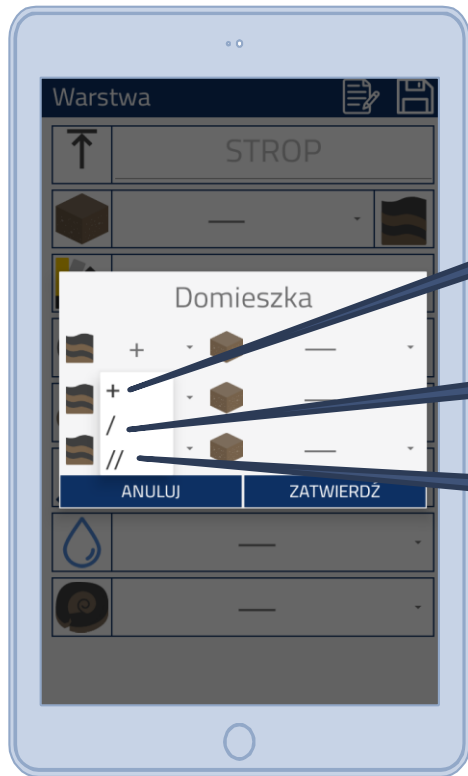 Warstwa
STROP
—
Domieszka
+ —
+ —
/
// —
ANULUJ ZATWIERDŹ
—
—